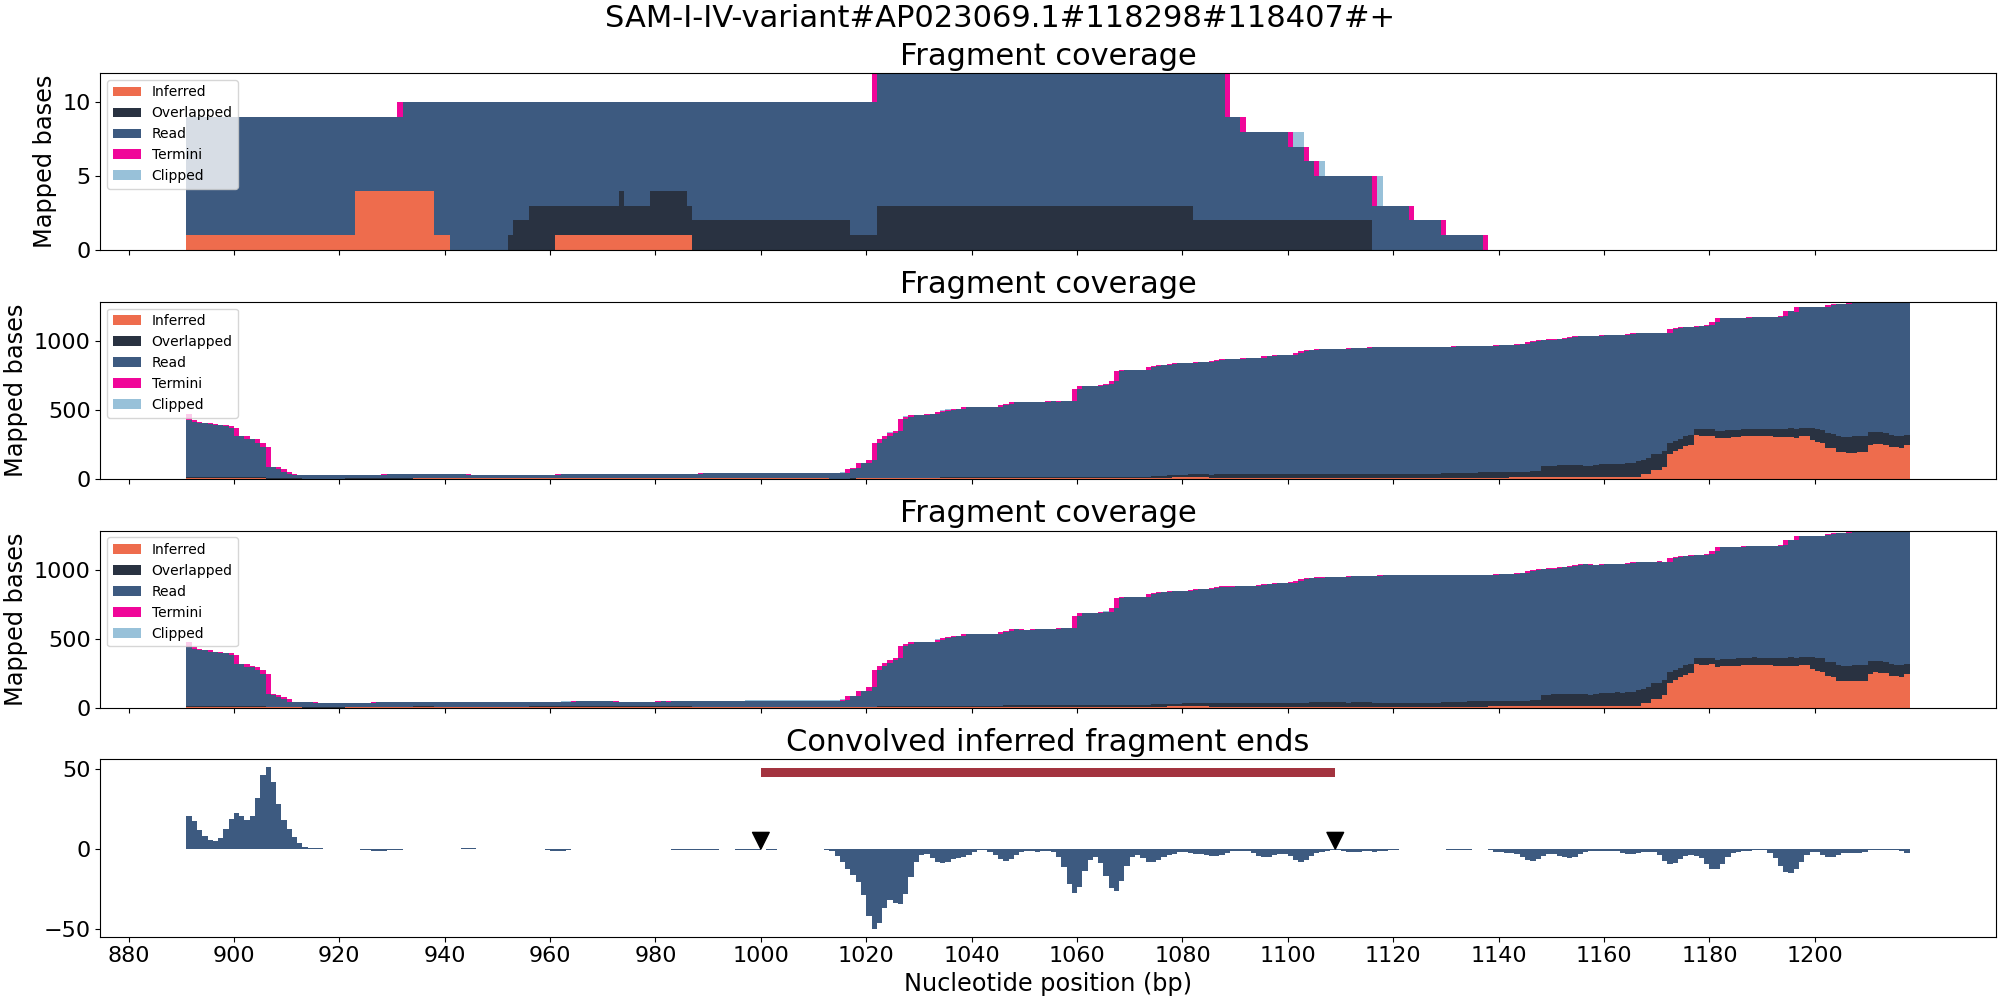 SAM-I-IV-variant#AP023069.1#118298#118407#+
Fragment coverage
Mapped bases
10
5
0
Inferred
Overlapped
Read
Termini
Clipped
Fragment coverage
Mapped bases
1000
500
0
Inferred
Overlapped
Read
Termini
Clipped
Fragment coverage
Mapped bases
1000
500
0
Inferred
Overlapped
Read
Termini
Clipped
Convolved inferred fragment ends
50
0
−50
880 900 920 940 960 980 1000 1020 1040 1060 1080 1100 1120 1140 1160 1180 1200
Nucleotide position (bp)